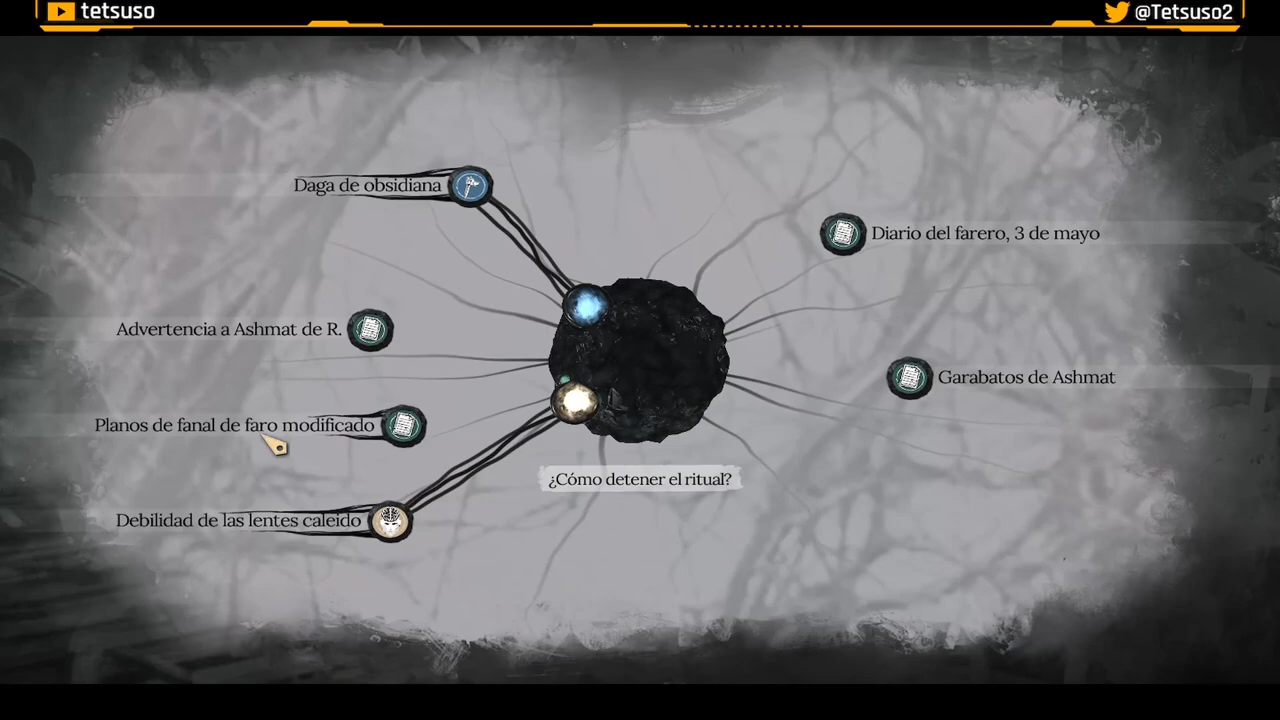 tetsuso
@Tetsuso2
Daga de obsidiana
Diario del farero, 3 de mayo
Advertencia a Ashmat de R.
Garabatos de Ashmat
Planos de fanal de faro modificado
¿Cómo detener el ritual?
Debilidad de las lentes caleido